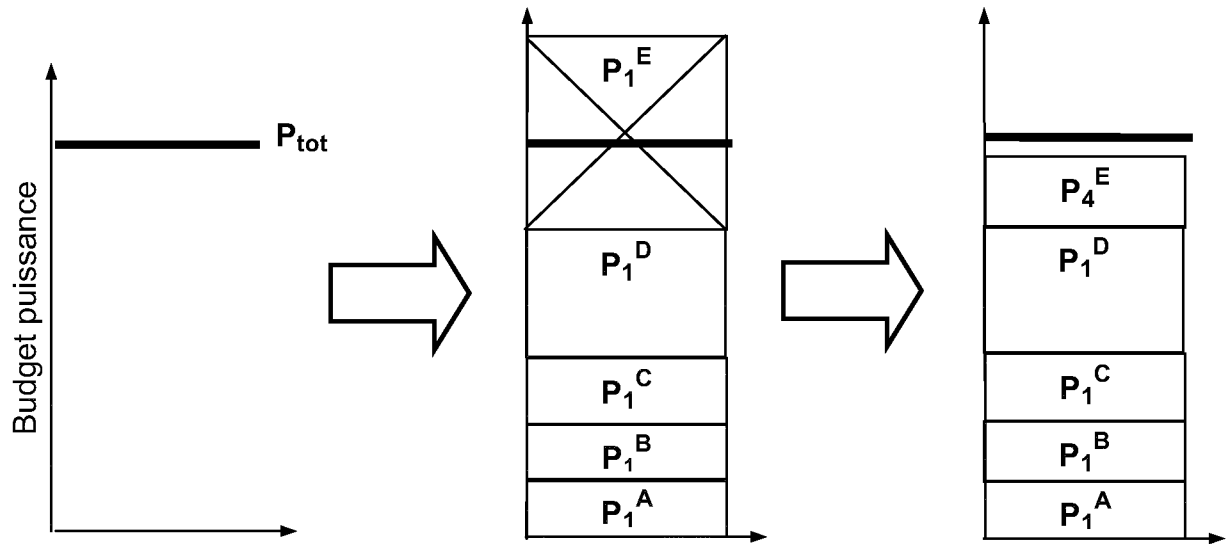 Budget puissance
P_tot
P_1^E
P_1^D
P_1^C
P_1^B
P_1^A
P_4^E
P_1^D
P_1^C
P_1^B
P_1^A